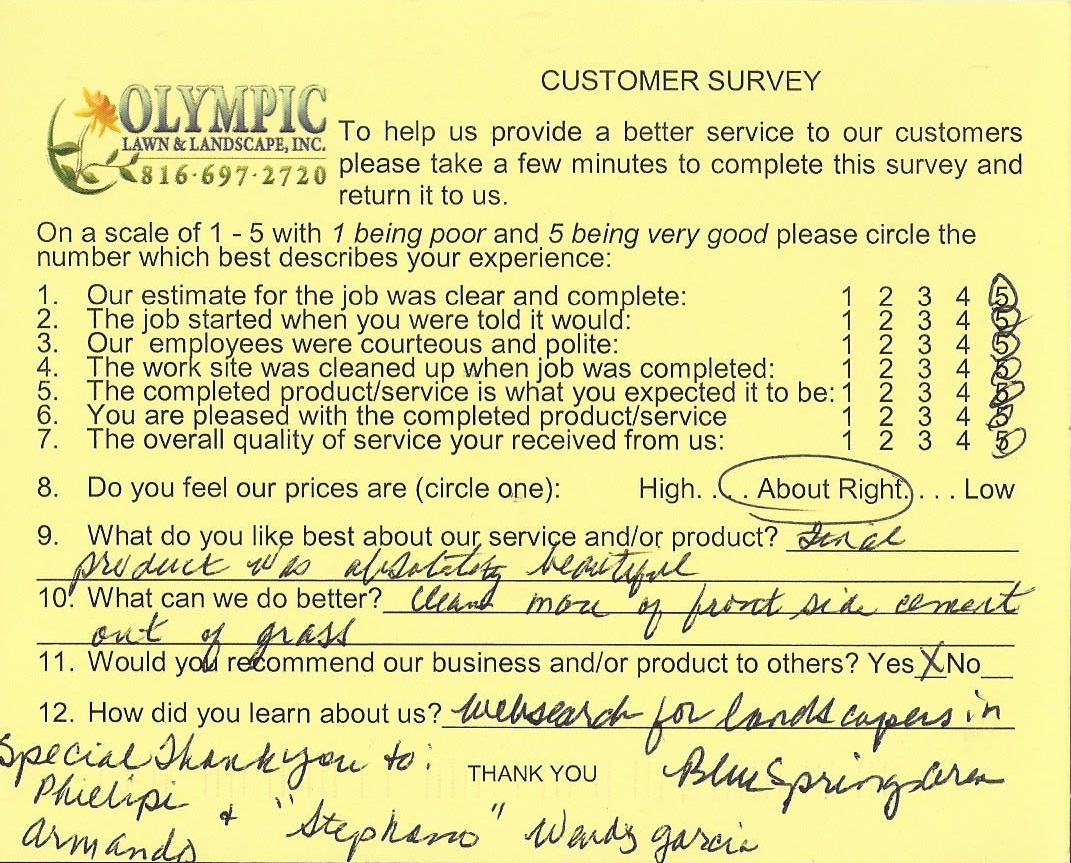 CUSTOMER SURVEY
OLYMPIC
LAWN & LANDSCAPE, INC.
816·697·2720
To help us provide a better service to our customers
please take a few minutes to complete this survey and
return it to us.
On a scale of 1 - 5 with 1 being poor and 5 being very good please circle the
number which best describes your experience:
1. Our estimate for the job was clear and complete: 1 2 3 4 5
2. The job started when you were told it would: 1 2 3 4 5
3. Our employees were courteous and polite: 1 2 3 4 5
4. The work site was cleaned up when job was completed: 1 2 3 4 5
5. The completed product/service is what you expected it to be: 1 2 3 4 5
6. You are pleased with the completed product/service 1 2 3 4 5
7. The overall quality of service your received from us: 1 2 3 4 5
8. Do you feel our prices are (circle one): High. . . . About Right. . . . Low
9. What do you like best about our service and/or product? Final
product was absolutely beautiful
10. What can we do better? Clean more of front side cement
out of grass
11. Would you recommend our business and/or product to others? Yes X No
12. How did you learn about us? websearch for landscapers in
Blue Springs area
THANK YOU
Special Thank you to:
Phillipi
Armando & "Stephano" Wendy Garcia